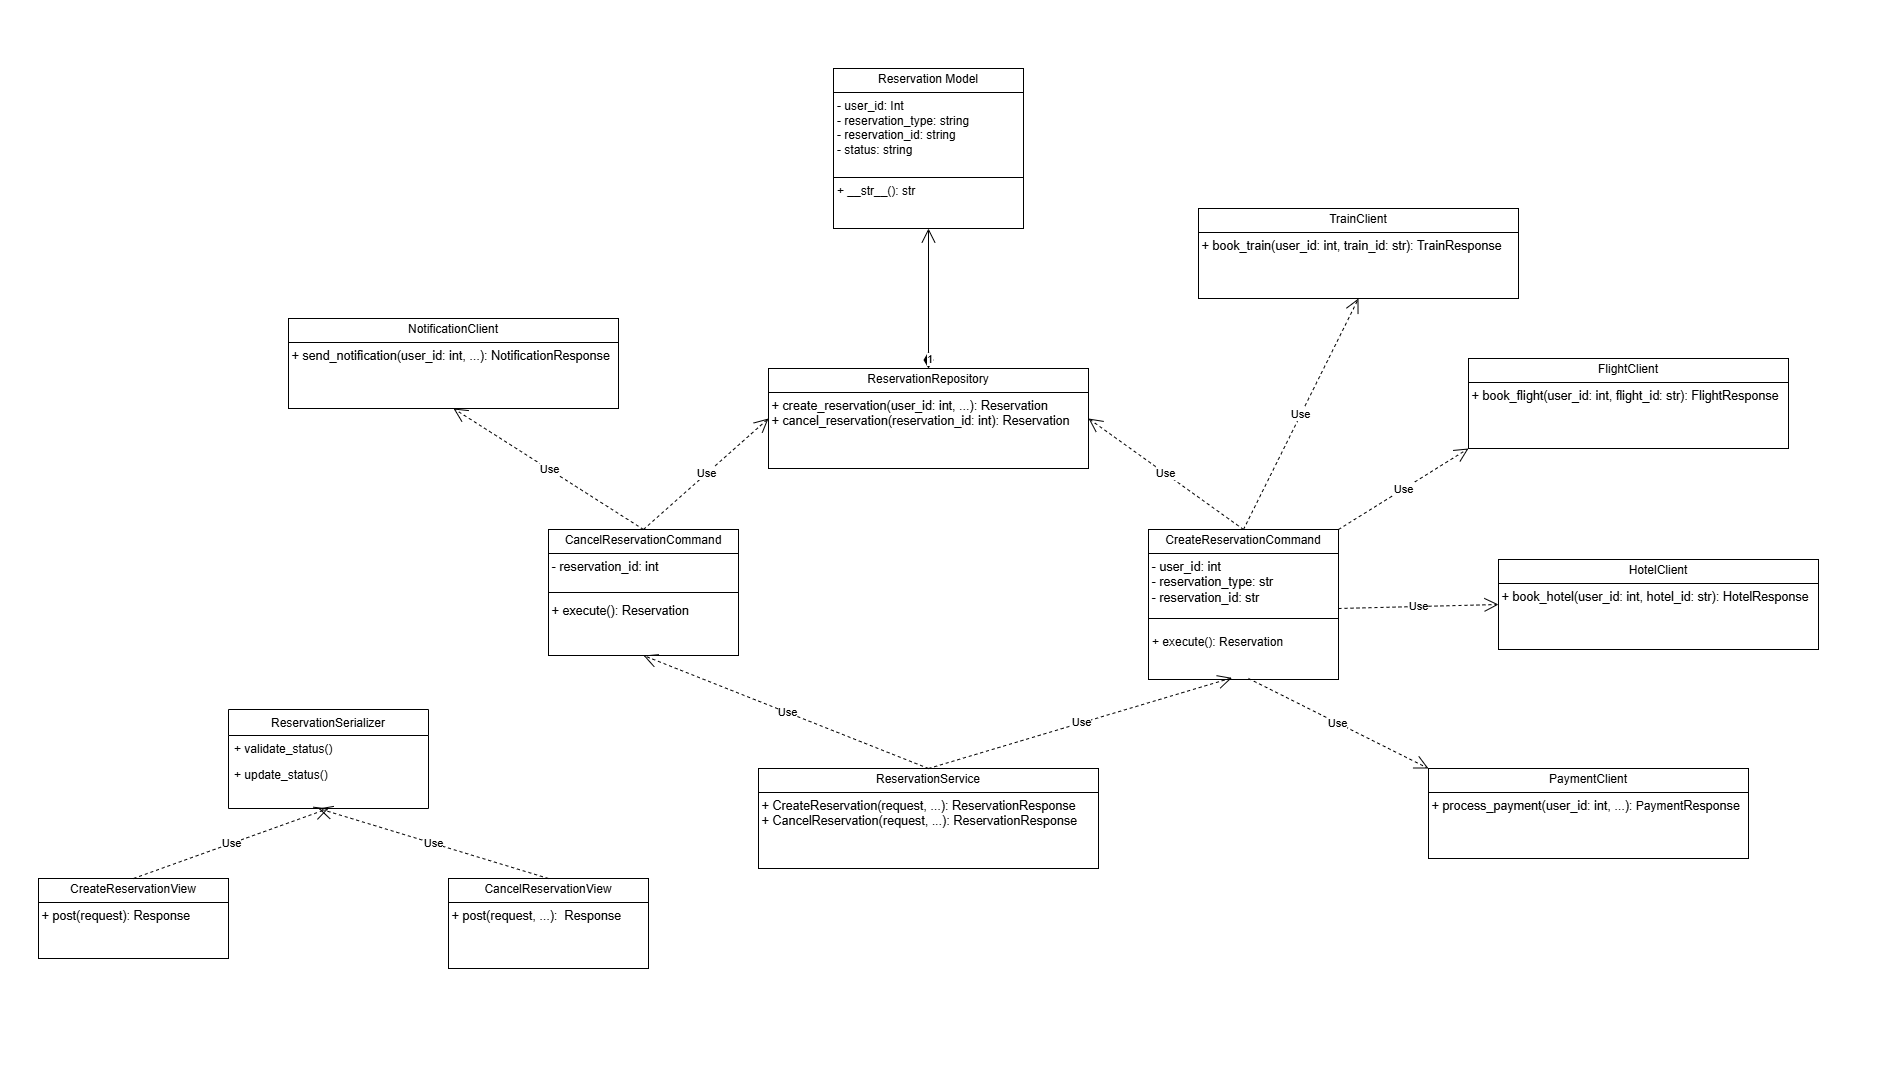 Reservation Model
- user_id: Int
- reservation_type: string
- reservation_id: string
- status: string
+ __str__(): str
TrainClient
+ book_train(user_id: int, train_id: str): TrainResponse
NotificationClient
+ send_notification(user_id: int, ...): NotificationResponse
1
ReservationRepository
+ create_reservation(user_id: int, ...): Reservation
+ cancel_reservation(reservation_id: int): Reservation
FlightClient
+ book_flight(user_id: int, flight_id: str): FlightResponse
Use
Use
Use
Use
Use
CancelReservationCommand
- reservation_id: int
+ execute(): Reservation
CreateReservationCommand
- user_id: int
- reservation_type: str
- reservation_id: str
+ execute(): Reservation
Use
HotelClient
+ book_hotel(user_id: int, hotel_id: str): HotelResponse
Use
Use
Use
ReservationSerializer
+ validate_status()
+ update_status()
ReservationService
+ CreateReservation(request, ...): ReservationResponse
+ CancelReservation(request, ...): ReservationResponse
PaymentClient
+ process_payment(user_id: int, ...): PaymentResponse
Use
Use
CreateReservationView
+ post(request): Response
CancelReservationView
+ post(request, ...):  Response